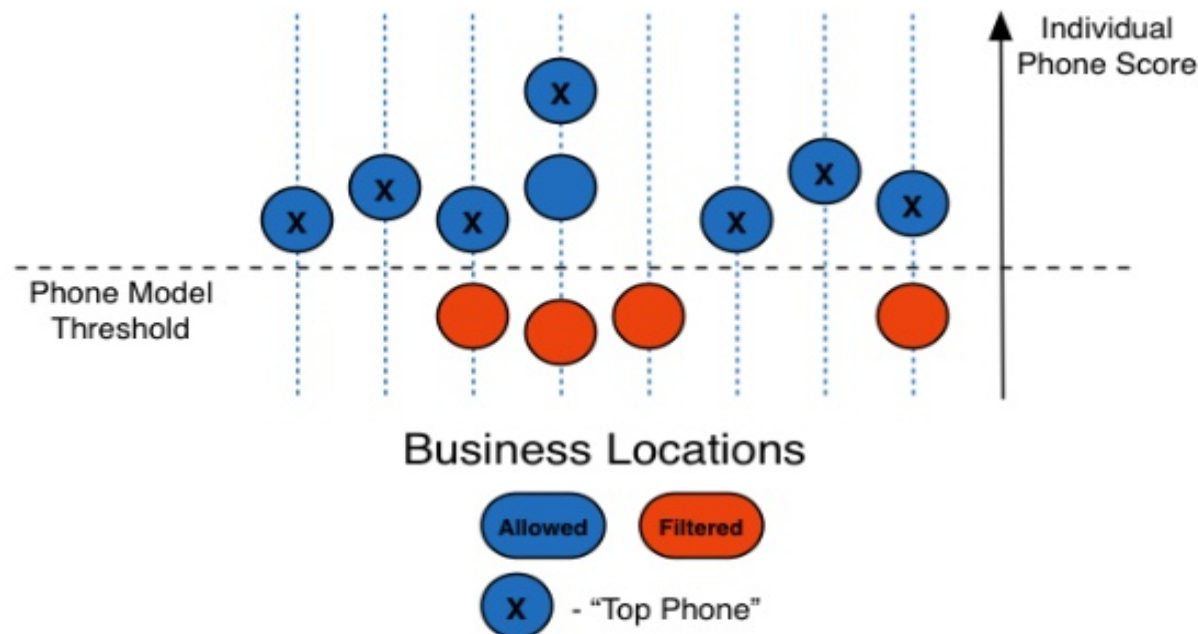 Individual
Phone Score
X
X
X
X
X
X
X
Phone Model
Threshold
Business Locations
Allowed
Filtered
X - “Top Phone”